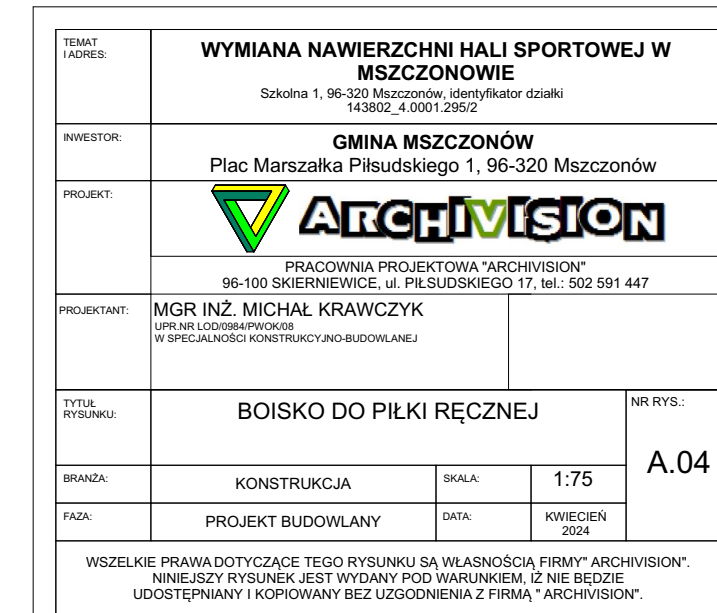 TEMAT
I ADRES:
WYMIANA NAWIERZCHNI HALI SPORTOWEJ W
MSZCZONOWIE
Szkolna 1, 96-320 Mszczonów, identyfikator działki
143802_4.0001.295/2
INWESTOR:
GMINA MSZCZONÓW
Plac Marszałka Piłsudskiego 1, 96-320 Mszczonów
PROJEKT:
ARCHIVISION
PRACOWNIA PROJEKTOWA "ARCHIVISION"
96-100 SKIERNIEWICE, ul. PIŁSUDSKIEGO 17, tel.: 502 591 447
PROJEKTANT:
MGR INŻ. MICHAŁ KRAWCZYK
UPR.NR LOD/0984/PWOK/08
W SPECJALNOŚCI KONSTRUKCYJNO-BUDOWLANEJ
TYTUŁ
RYSUNKU:
BOISKO DO PIŁKI RĘCZNEJ
NR RYS.:
A.04
BRANŻA:
KONSTRUKCJA
SKALA:
1:75
FAZA:
PROJEKT BUDOWLANY
DATA:
KWIECIEŃ
2024
WSZELKIE PRAWA DOTYCZĄCE TEGO RYSUNKU SĄ WŁASNOŚCIĄ FIRMY" ARCHIVISION".
NINIEJSZY RYSUNEK JEST WYDANY POD WARUNKIEM, IŻ NIE BĘDZIE
UDOSTĘPNIANY I KOPIOWANY BEZ UZGODNIENIA Z FIRMĄ " ARCHIVISION".